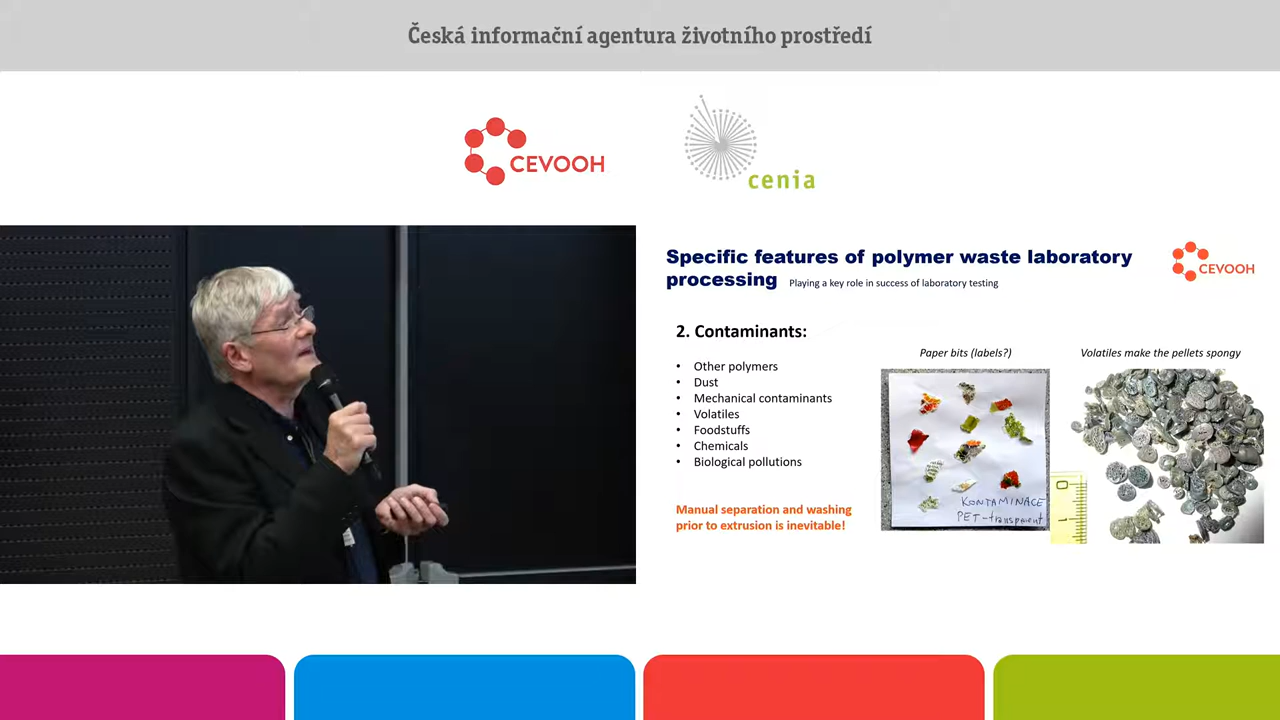 Česká informační agentura životního prostředí
CEVOOH
cenia
Specific features of polymer waste laboratory
processing Playing a key role in success of laboratory testing
CEVOOH
2. Contaminants:
• Other polymers
• Dust
• Mechanical contaminants
• Volatiles
• Foodstuffs
• Chemicals
• Biological pollutions
Manual separation and washing
prior to extrusion is inevitable!
Paper bits (labels?)
KONTAMINACE
PET-transparent
Volatiles make the pellets spongy
0
1